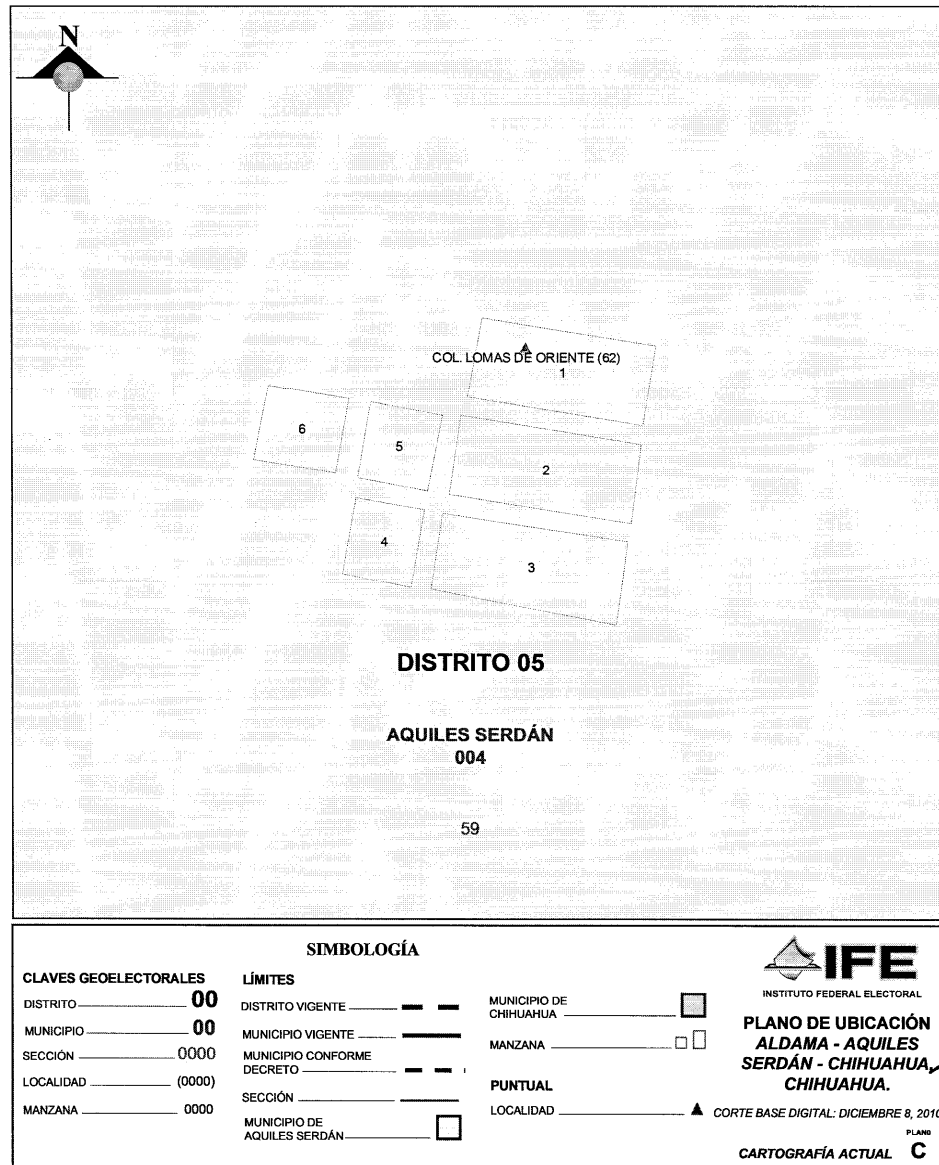 N
COL. LOMAS DE ORIENTE (62)
1
6
5
2
4
3
DISTRITO 05
AQUILES SERDÁN
004
59
SIMBOLOGÍA
CLAVES GEOELECTORALES
DISTRITO 00
MUNICIPIO 00
SECCIÓN 0000
LOCALIDAD (0000)
MANZANA 0000
LÍMITES
DISTRITO VIGENTE
MUNICIPIO VIGENTE
MUNICIPIO CONFORME
DECRETO
SECCIÓN
MUNICIPIO DE
AQUILES SERDÁN
MUNICIPIO DE
CHIHUAHUA
MANZANA
PUNTUAL
LOCALIDAD
IFE
INSTITUTO FEDERAL ELECTORAL
PLANO DE UBICACIÓN
ALDAMA - AQUILES
SERDÁN - CHIHUAHUA,
CHIHUAHUA.
CORTE BASE DIGITAL: DICIEMBRE 8, 2010
PLANO
CARTOGRAFÍA ACTUAL C